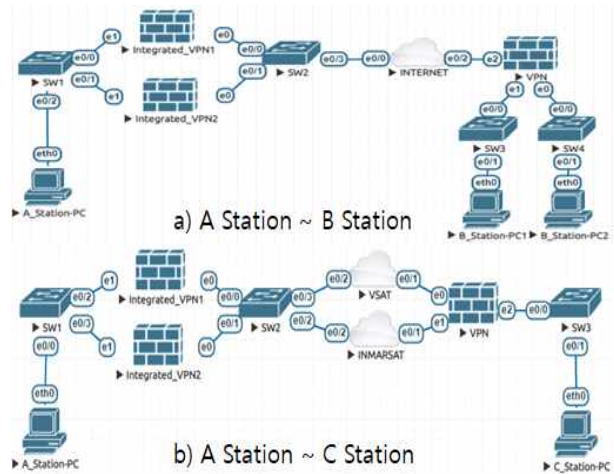 e1 Integrated_VPN1 e0
e0/0 e0/0
SW1 SW2 e0/3 e0/0 INTERNET e0/2 e2 VPN
e0/1 e0/1
e1 Integrated_VPN2 e0
e0/2
e1 e0
e0/0 e0/0
SW3 SW4
e0/1 e0/1
eth0 eth0 eth0
A_Station-PC
B_Station-PC1 B_Station-PC2
a) A Station ~ B Station
e1 Integrated_VPN1 e0
e0/2 e0/0
SW1 SW2
e0/3 e0/1
e1 Integrated_VPN2 e0
e0/3 e0/2 VSAT e0/1 e0
e0/2 e0/2 INMARSAT e0/1 e1
VPN e2 e0/0 SW3
e0/0 e0/1
eth0 eth0
A_Station-PC C_Station-PC
b) A Station ~ C Station